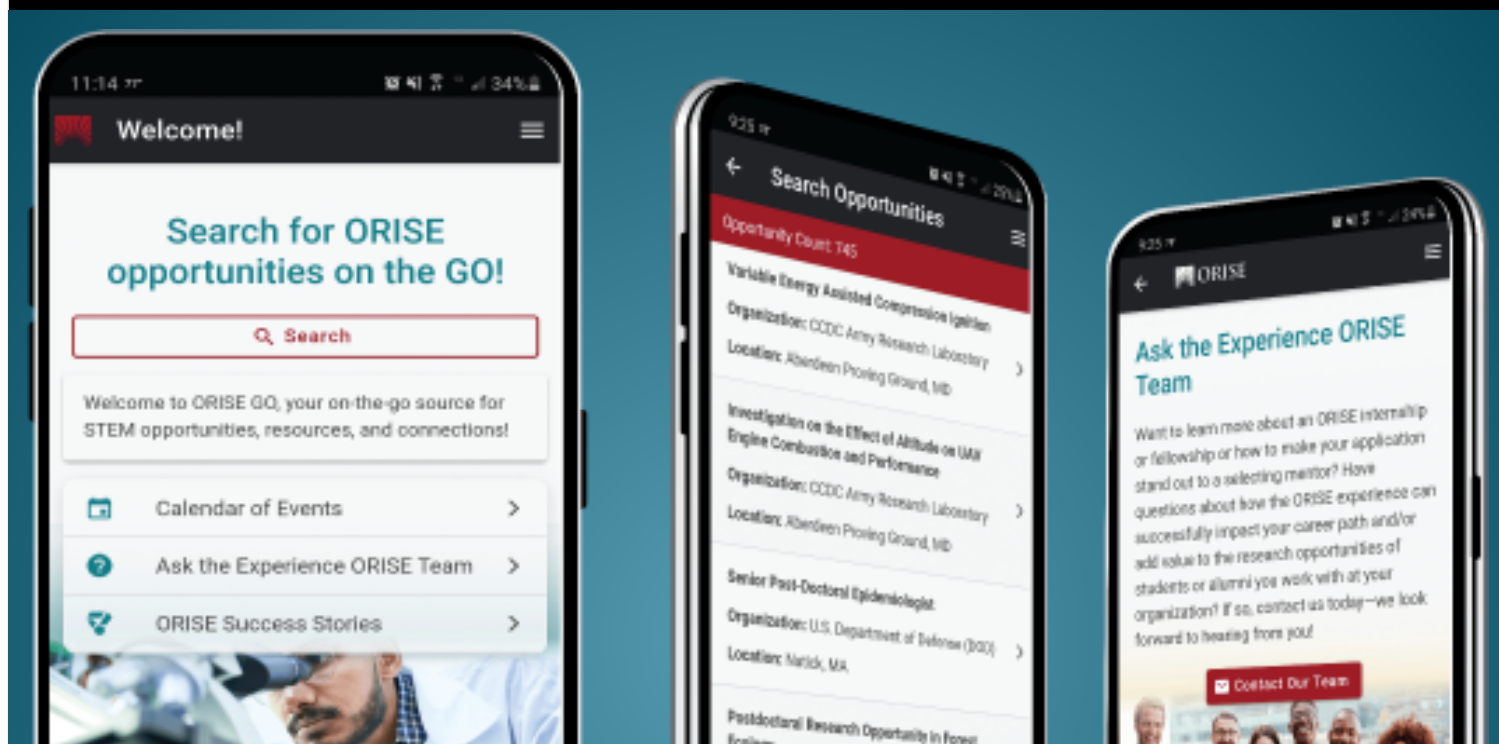 11:14
34%
Welcome!
Search for ORISE
opportunities on the GO!
Search
Welcome to ORISE GO, your on-the-go source for
STEM opportunities, resources, and connections!
Calendar of Events
Ask the Experience ORISE Team
ORISE Success Stories
9:25
Search Opportunities
Opportunity Count: 745
Variable Energy Assisted Compression Ignition
Organization: CCDC Army Research Laboratory
Location: Aberdeen Proving Ground, MD
Investigation on the Effect of Altitude on UAV
Engine Combustion and Performance
Organization: CCDC Army Research Laboratory
Location: Aberdeen Proving Ground, MD
Senior Post-Doctoral Epidemiologist
Organization: U.S. Department of Defense (DOD)
Location: Natick, MA
Postdoctoral Research Opportunity in Forest
9:25
ORISE
Ask the Experience ORISE
Team
Want to learn more about an ORISE internship
or fellowship or how to make your application
stand out to a selecting mentor? Have
questions about how the ORISE experience can
successfully impact your career path and/or
add value to the research opportunities of
students or alumni you work with at your
organization? If so, contact us today—we look
forward to hearing from you!
Contact Our Team